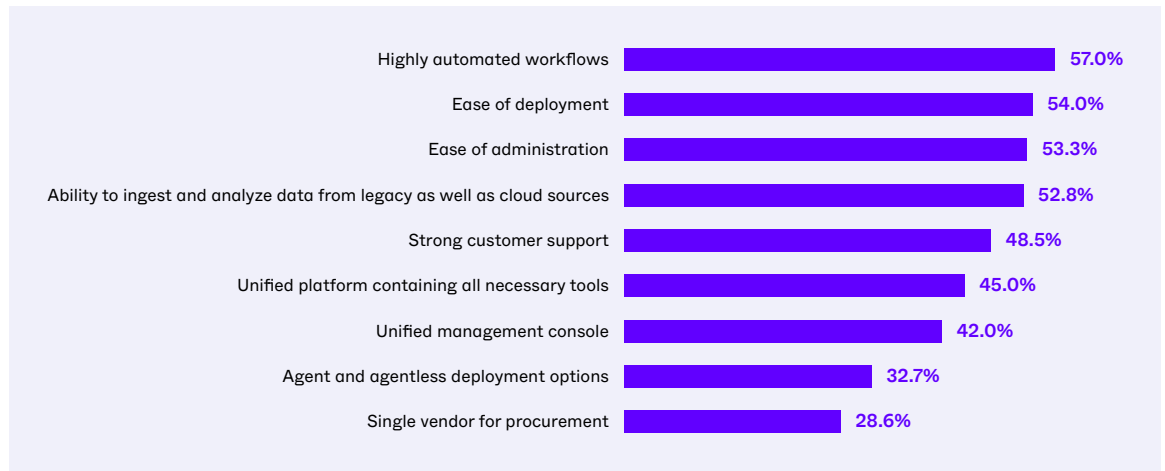 Highly automated workflows 57.0%
Ease of deployment 54.0%
Ease of administration 53.3%
Ability to ingest and analyze data from legacy as well as cloud sources 52.8%
Strong customer support 48.5%
Unified platform containing all necessary tools 45.0%
Unified management console 42.0%
Agent and agentless deployment options 32.7%
Single vendor for procurement 28.6%